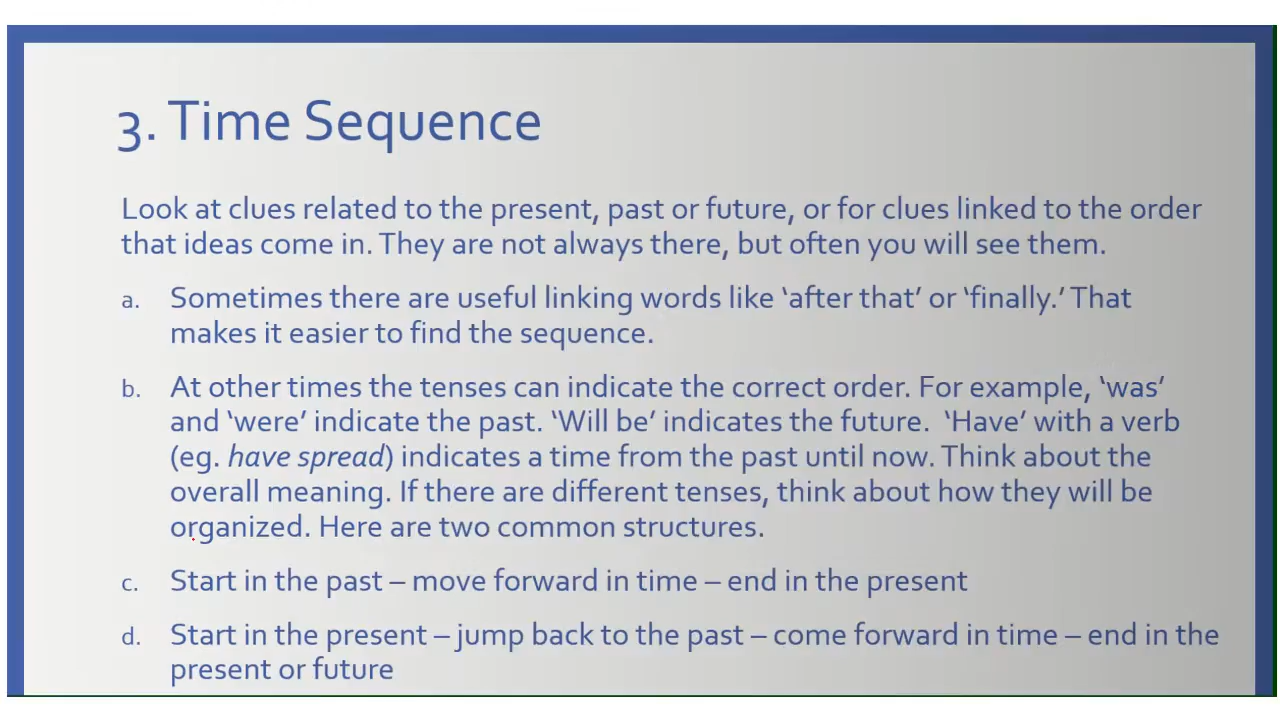 3. Time Sequence
Look at clues related to the present, past or future, or for clues linked to the order
that ideas come in. They are not always there, but often you will see them.
a. Sometimes there are useful linking words like ‘after that’ or ‘finally.’ That
makes it easier to find the sequence.
b. At other times the tenses can indicate the correct order. For example, ‘was’
and ‘were’ indicate the past. ‘Will be’ indicates the future. ‘Have’ with a verb
(eg. have spread) indicates a time from the past until now. Think about the
overall meaning. If there are different tenses, think about how they will be
organized. Here are two common structures.
c. Start in the past – move forward in time – end in the present
d. Start in the present – jump back to the past – come forward in time – end in the
present or future